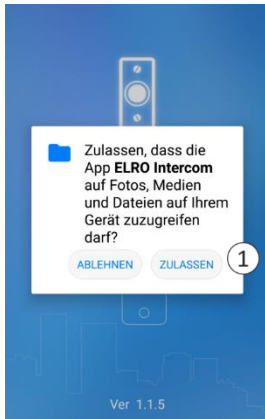 Zulassen, dass die
App ELRO Intercom
auf Fotos, Medien
und Dateien auf Ihrem
Gerät zuzugreifen
darf?
ABLEHNEN ZULASSEN 1
Ver 1.1.5